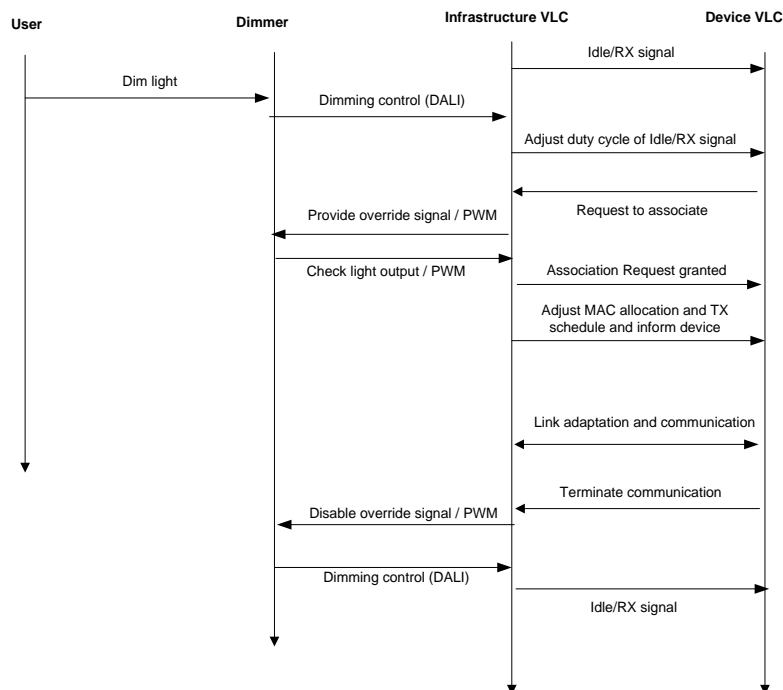 User
Dimmer
Infrastructure VLC
Device VLC
Idle/RX signal
Dim light
Dimming control (DALI)
Adjust duty cycle of Idle/RX signal
Request to associate
Provide override signal / PWM
Check light output / PWM
Association Request granted
Adjust MAC allocation and TX
schedule and inform device
Link adaptation and communication
Terminate communication
Disable override signal / PWM
Dimming control (DALI)
Idle/RX signal